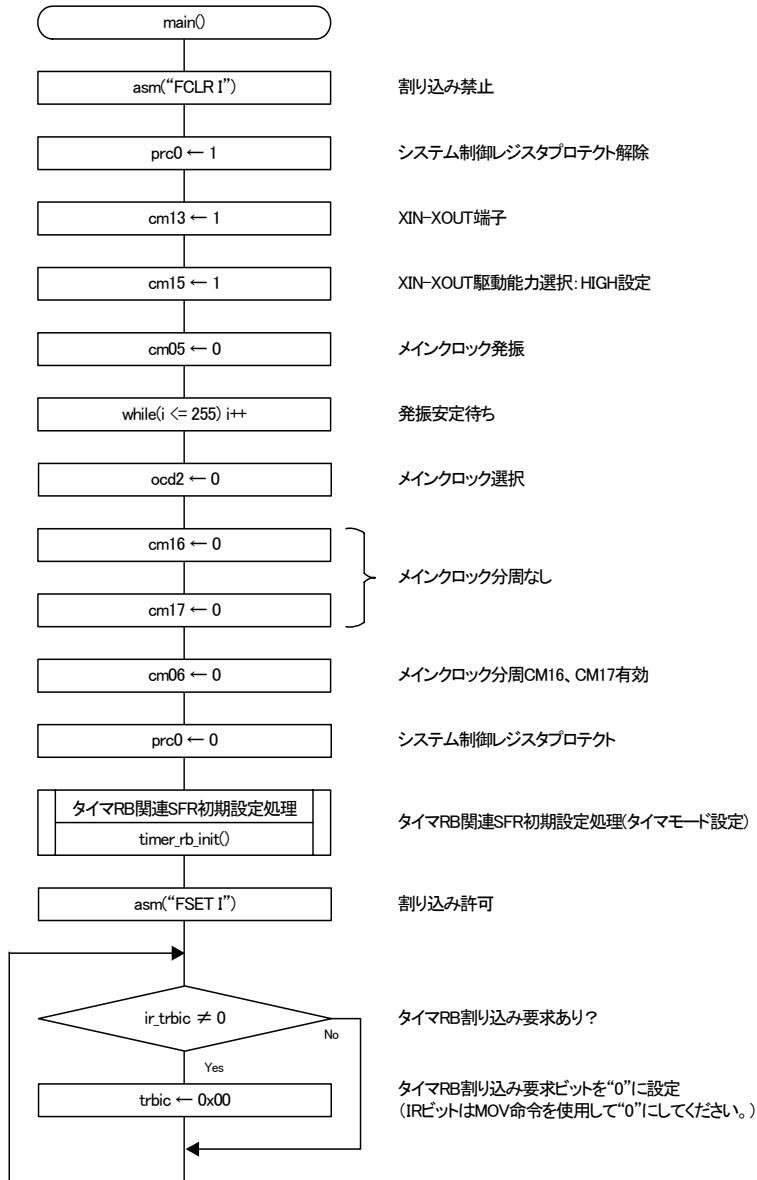 main()
asm(“FCLR I”)
割り込み禁止
prc0 ← 1
システム制御レジスタプロテクト解除
cm13 ← 1
XIN-XOUT端子
cm15 ← 1
XIN-XOUT駆動能力選択: HIGH設定
cm05 ← 0
メインクロック発振
while(i <= 255) i++
発振安定待ち
ocd2 ← 0
メインクロック選択
cm16 ← 0
メインクロック分周なし
cm17 ← 0
cm06 ← 0
メインクロック分周CM16、CM17有効
prc0 ← 0
システム制御レジスタプロテクト
タイマRB関連SFR初期設定処理
timer_rb_init()
タイマRB関連SFR初期設定処理(タイマモード設定)
asm(“FSET I”)
割り込み許可
ir_trbic ≠ 0
No
タイマRB割り込み要求あり？
Yes
trbic ← 0x00
タイマRB割り込み要求ビットを“0”に設定
(IRビットはMOV命令を使用して“0”にしてください。)